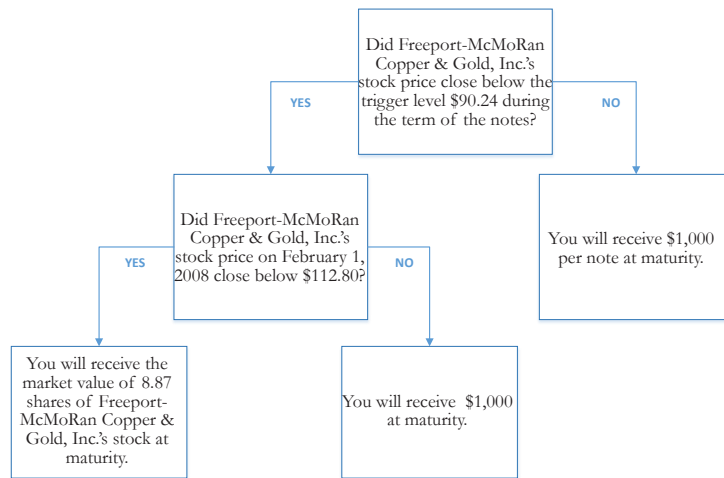 Did Freeport-McMoRan
Copper & Gold, Inc.'s
stock price close below the
trigger level $90.24 during
the term of the notes?
YES
NO
Did Freeport-McMoRan
Copper & Gold, Inc.'s
stock price on February 1,
2008 close below $112.80?
You will receive $1,000
per note at maturity.
YES
NO
You will receive the
market value of 8.87
shares of Freeport-
McMoRan Copper &
Gold, Inc.'s stock at
maturity.
You will receive $1,000
at maturity.